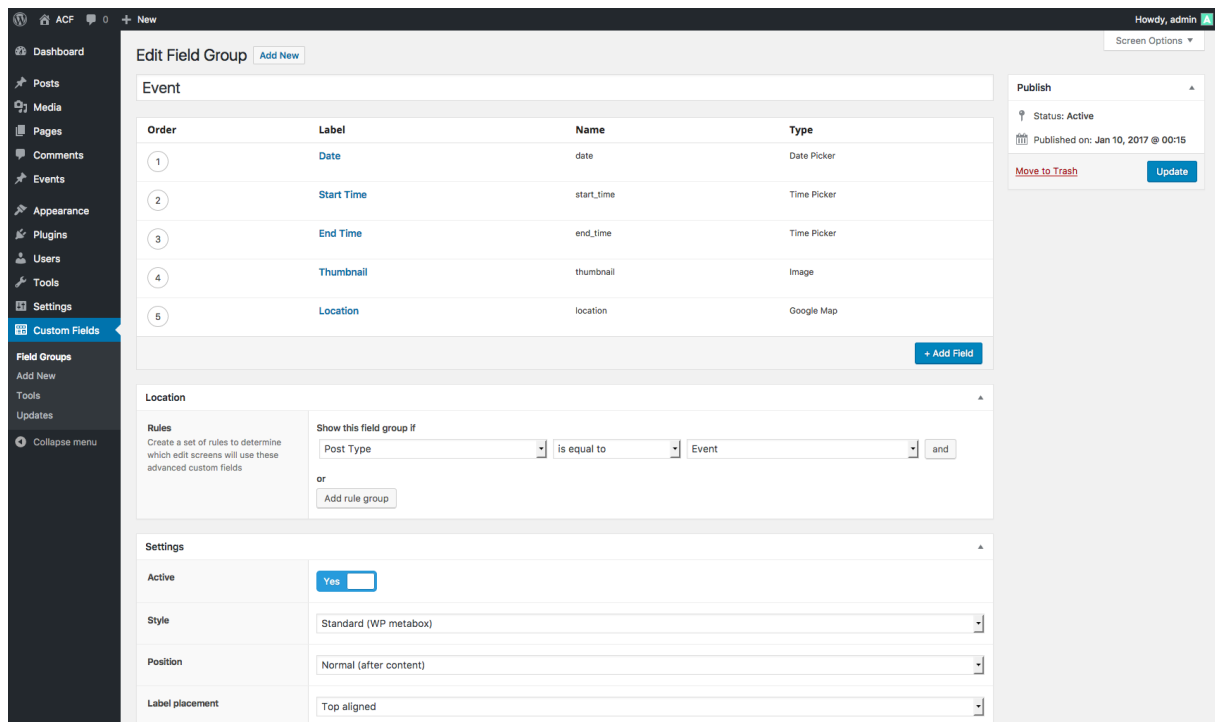 ACF 0 + New Howdy, admin
Screen Options ▼
Dashboard
Posts
Media
Pages
Comments
Events
Appearance
Plugins
Users
Tools
Settings
Custom Fields
Field Groups
Add New
Tools
Updates
Collapse menu
Edit Field Group Add New
Event
Order Label Name Type
1 Date date Date Picker
2 Start Time start_time Time Picker
3 End Time end_time Time Picker
4 Thumbnail thumbnail Image
5 Location location Google Map
+ Add Field
Location
Rules
Create a set of rules to determine
which edit screens will use these
advanced custom fields
Show this field group if
Post Type is equal to Event and
or
Add rule group
Settings
Active Yes
Style Standard (WP metabox)
Position Normal (after content)
Label placement Top aligned
Publish
Status: Active
Published on: Jan 10, 2017 @ 00:15
Move to Trash Update